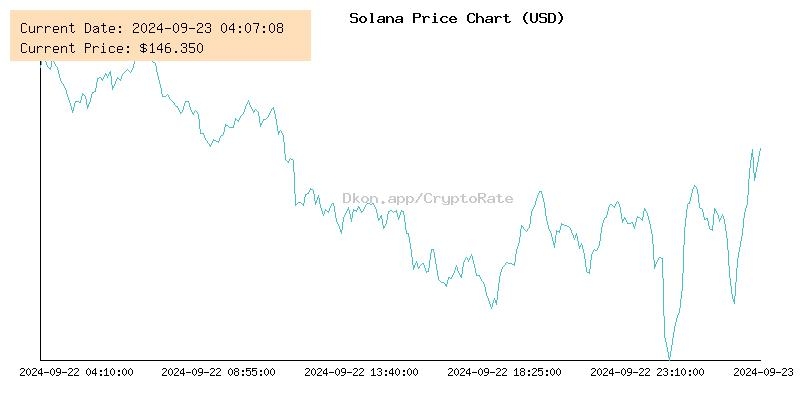 Solana Price Chart (USD)
Current Date: 2024-09-23 04:07:08
Current Price: $146.350
Dkon.app/CryptoRate
2024-09-22 04:10:00
2024-09-22 08:55:00
2024-09-22 13:40:00
2024-09-22 18:25:00
2024-09-22 23:10:00
2024-09-23